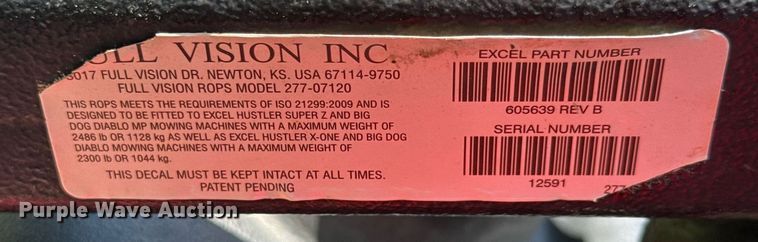 FULL VISION INC.
3017 FULL VISION DR. NEWTON, KS. USA 67114-9750
FULL VISION ROPS MODEL 277-07120
THIS ROPS MEETS THE REQUIREMENTS OF ISO 21299:2009 AND IS
DESIGNED TO BE FITTED TO EXCEL HUSTLER SUPER Z AND BIG
DOG DIABLO MP MOWING MACHINES WITH A MAXIMUM WEIGHT OF
2486 lb OR 1128 kg AS WELL AS EXCEL HUSTLER X-ONE AND BIG DOG
DIABLO MOWING MACHINES WITH A MAXIMUM WEIGHT OF
2300 lb OR 1044 kg.
THIS DECAL MUST BE KEPT INTACT AT ALL TIMES.
PATENT PENDING
EXCEL PART NUMBER
605639 REV B
SERIAL NUMBER
12591
277
Purple Wave Auction